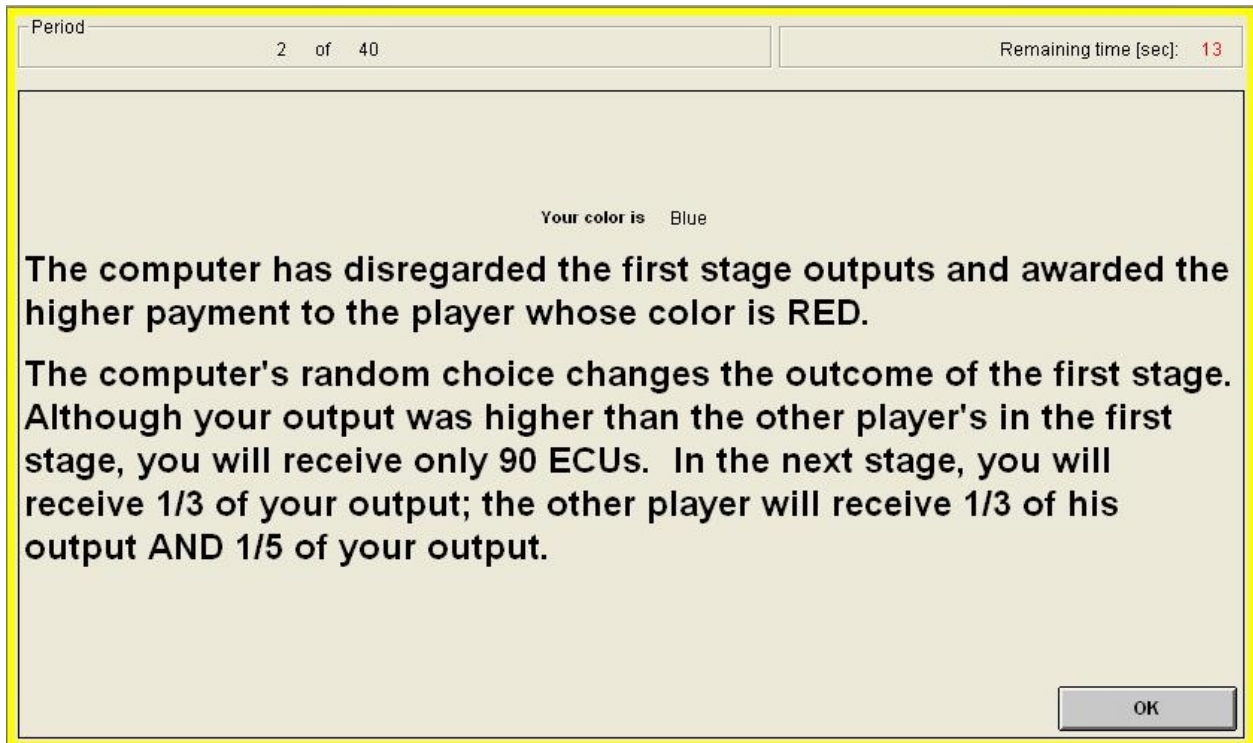 Period
2 of 40
Remaining time [sec]: 13
Your color is Blue
The computer has disregarded the first stage outputs and awarded the
higher payment to the player whose color is RED.
The computer's random choice changes the outcome of the first stage.
Although your output was higher than the other player's in the first
stage, you will receive only 90 ECUs. In the next stage, you will
receive 1/3 of your output; the other player will receive 1/3 of his
output AND 1/5 of your output.
OK